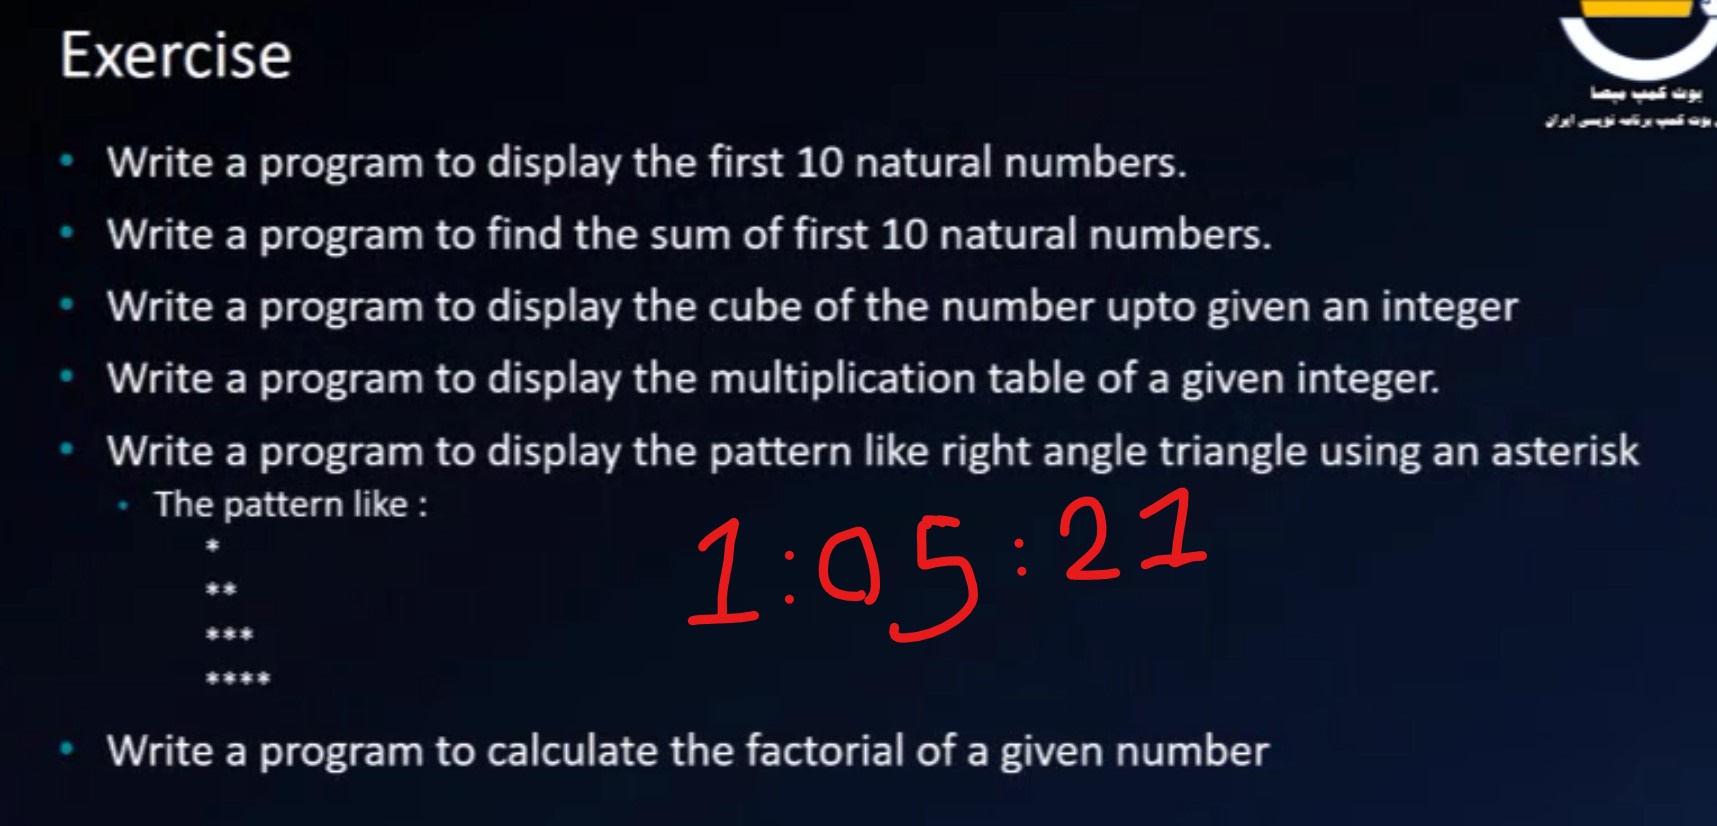 Exercise
بوت کمپ مپصا
بوت کمپ برنامه نویسی ایران
• Write a program to display the first 10 natural numbers.
• Write a program to find the sum of first 10 natural numbers.
• Write a program to display the cube of the number upto given an integer
• Write a program to display the multiplication table of a given integer.
• Write a program to display the pattern like right angle triangle using an asterisk
• The pattern like :
*
**
***
****
1:05:21
• Write a program to calculate the factorial of a given number